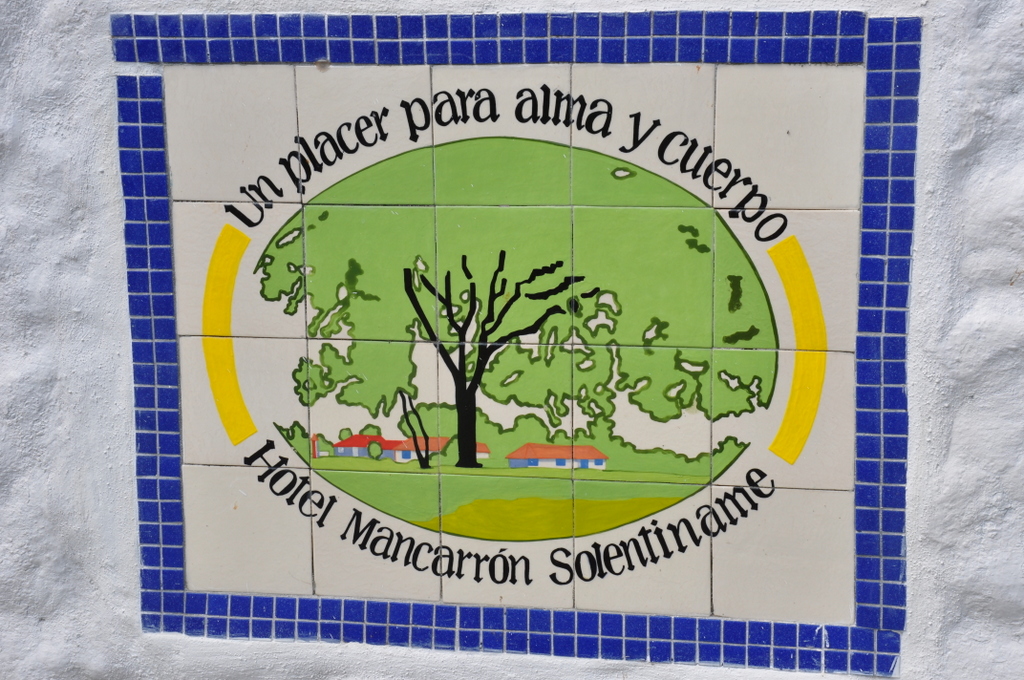 Un placer para alma y cuerpo
Hotel Mancarrón Solentiname